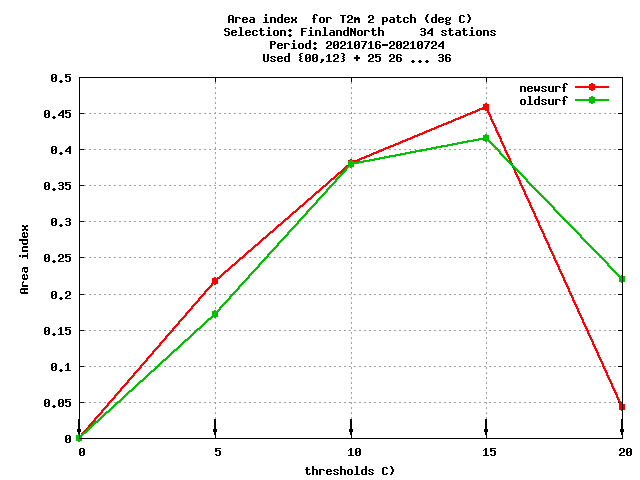 Area index  for T2m 2 patch (deg C)
Selection: FinlandNorth     34 stations
Period: 20210716-20210724
Used {00,12} + 25 26 ... 36
newsurf
oldsurf
0.5
0.45
0.4
0.35
0.3
0.25
0.2
0.15
0.1
0.05
0
Area index
0 5 10 15 20
thresholds C)